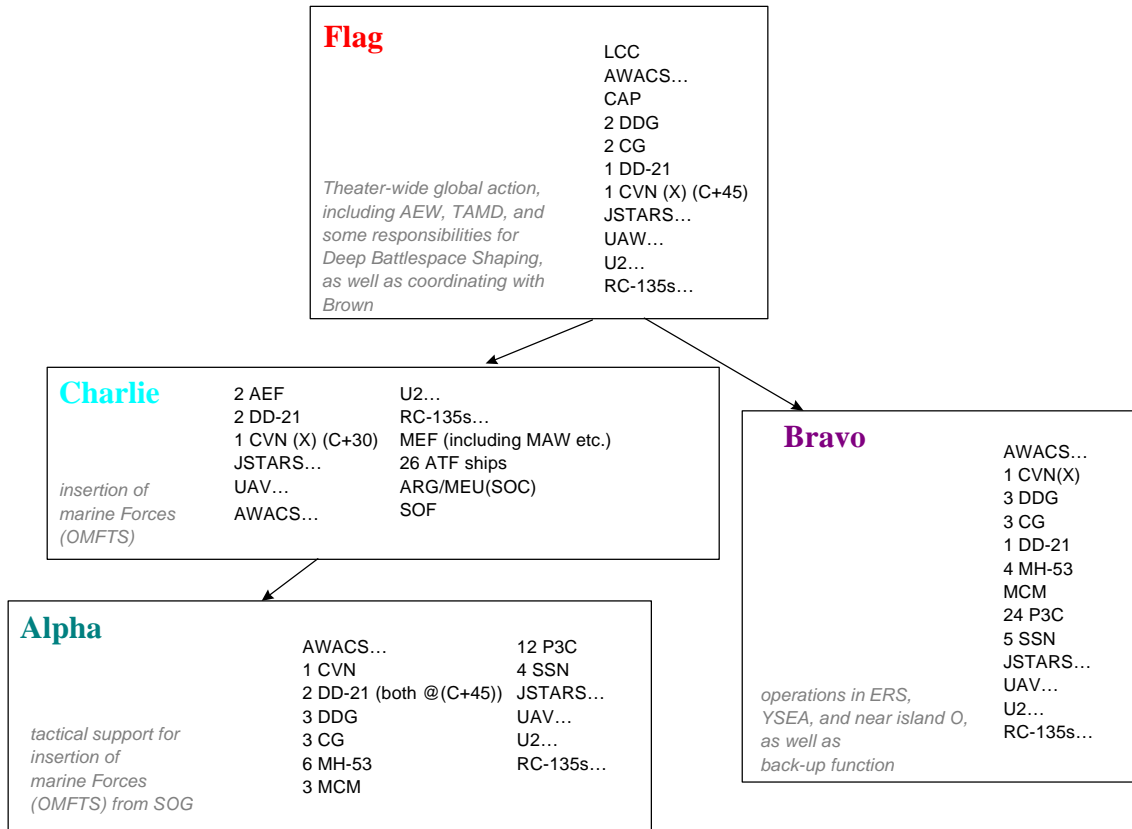 Flag
LCC
AWACS…
CAP
2 DDG
2 CG
1 DD-21
1 CVN (X) (C+45)
JSTARS…
UAW…
U2…
RC-135s…
Theater-wide global action,
including AEW, TAMD, and
some responsibilities for
Deep Battlespace Shaping,
as well as coordinating with
Brown
Charlie
2 AEF
2 DD-21
1 CVN (X) (C+30)
JSTARS…
UAV…
AWACS…
U2…
RC-135s…
MEF (including MAW etc.)
26 ATF ships
ARG/MEU(SOC)
SOF
insertion of
marine Forces
(OMFTS)
Bravo
AWACS…
1 CVN(X)
3 DDG
3 CG
1 DD-21
4 MH-53
MCM
24 P3C
5 SSN
JSTARS…
UAV…
U2…
RC-135s…
operations in ERS,
YSEA, and near island O,
as well as
back-up function
Alpha
AWACS…
1 CVN
2 DD-21 (both @(C+45))
3 DDG
3 CG
6 MH-53
3 MCM
12 P3C
4 SSN
JSTARS…
UAV…
U2…
RC-135s…
tactical support for
insertion of
marine Forces
(OMFTS) from SOG